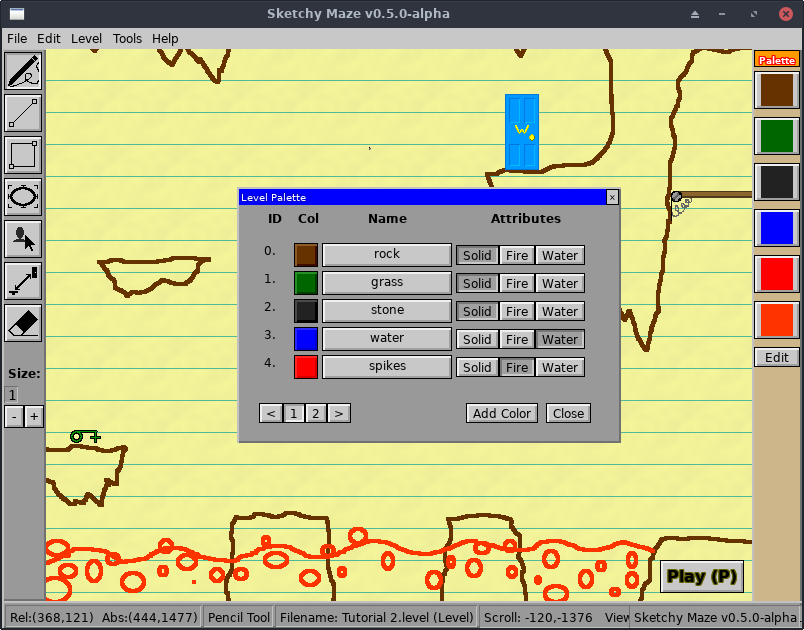 Sketchy Maze v0.5.0-alpha
File Edit Level Tools Help
Palette
W
Level Palette
ID Col Name Attributes
0. rock Solid Fire Water
1. grass Solid Fire Water
2. stone Solid Fire Water
3. water Solid Fire Water
4. spikes Solid Fire Water
< 1 2 > Add Color Close
Edit
Size:
1
- +
Play (P)
Rel:(368,121) Abs:(444,1477) Pencil Tool Filename: Tutorial 2.level (Level) Scroll: -120,-1376 View Sketchy Maze v0.5.0-alpha